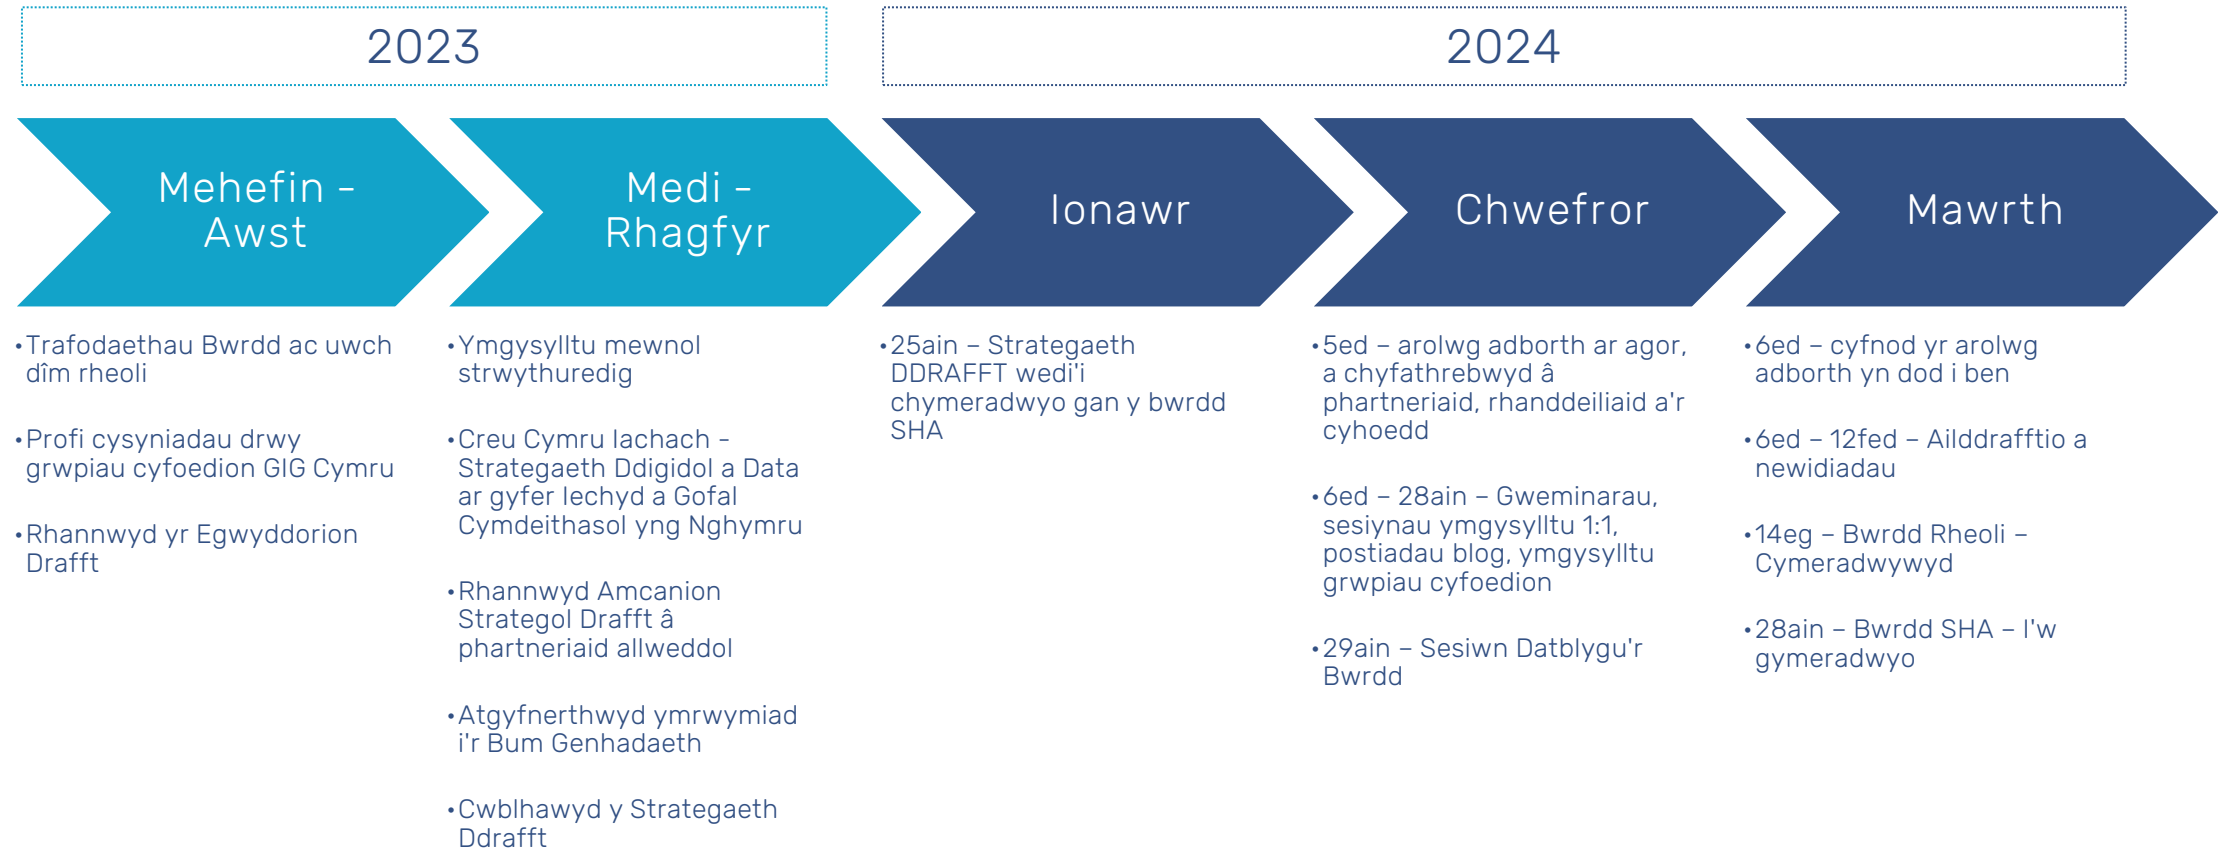 2023
2024
Mehefin -
Awst
Medi -
Rhagfyr
Ionawr
Chwefror
Mawrth
•Trafodaethau Bwrdd ac uwch
dîm rheoli
•Profi cysyniadau drwy
grwpiau cyfoedion GIG Cymru
•Rhannwyd yr Egwyddorion
Drafft
•Ymgysylltu mewnol
strwythuredig
•Creu Cymru Iachach -
Strategaeth Ddigidol a Data
ar gyfer Iechyd a Gofal
Cymdeithasol yng Nghymru
•Rhannwyd Amcanion
Strategol Drafft â
phartneriaid allweddol
•Atgyfnerthwyd ymrwymiad
i'r Bum Genhadaeth
•Cwblhawyd y Strategaeth
Ddrafft
•25ain – Strategaeth
DDRAFFT wedi'i
chymeradwyo gan y bwrdd
SHA
•5ed – arolwg adborth ar agor,
a chyfathrebwyd â
phartneriaid, rhanddeiliaid a'r
cyhoedd
•6ed – 28ain – Gweminarau,
sesiynau ymgysylltu 1:1,
postiadau blog, ymgysylltu
grwpiau cyfoedion
•29ain – Sesiwn Datblygu'r
Bwrdd
•6ed – cyfnod yr arolwg
adborth yn dod i ben
•6ed – 12fed – Ailddrafftio a
newidiadau
•14eg – Bwrdd Rheoli –
Cymeradwywyd
•28ain – Bwrdd SHA – I'w
gymeradwyo